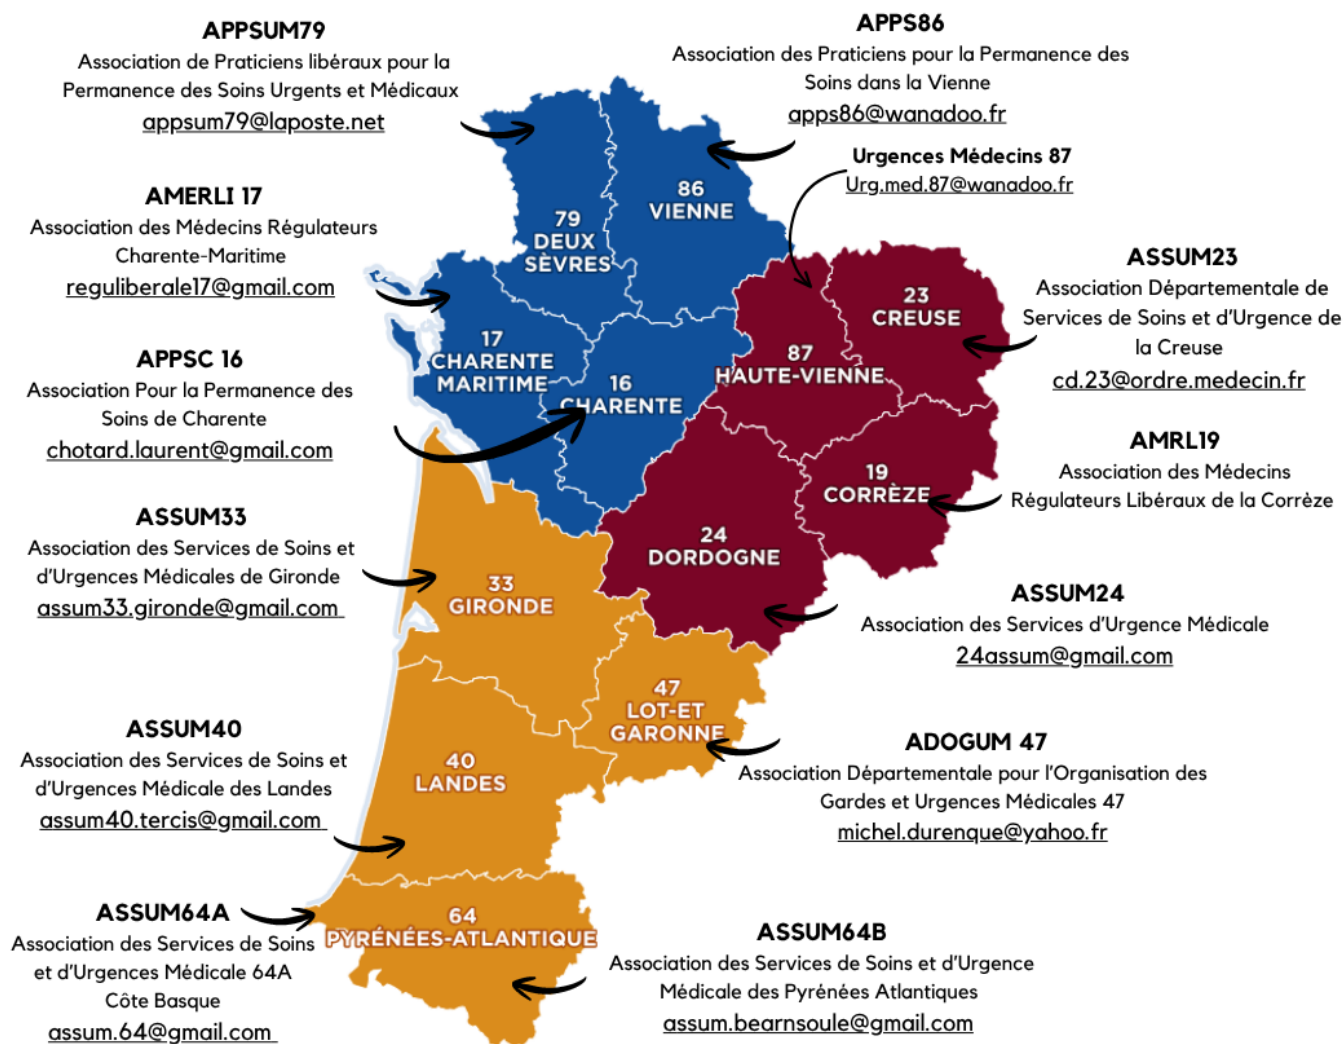 APPSUM79
Association de Praticiens libéraux pour la
Permanence des Soins Urgents et Médicaux
appsum79@laposte.net
APPS86
Association des Praticiens pour la Permanence des
Soins dans la Vienne
apps86@wanadoo.fr
Urgences Médecins 87
Urg.med.87@wanadoo.fr
AMERLI 17
Association des Médecins Régulateurs
Charente-Maritime
reguliberale17@gmail.com
ASSUM23
Association Départementale de
Services de Soins et d'Urgence de
la Creuse
cd.23@ordre.medecin.fr
APPSC 16
Association Pour la Permanence des
Soins de Charente
chotard.laurent@gmail.com
AMRL19
Association des Médecins
Régulateurs Libéraux de la Corrèze
ASSUM33
Association des Services de Soins et
d'Urgences Médicales de Gironde
assum33.gironde@gmail.com
ASSUM24
Association des Services d'Urgence Médicale
24assum@gmail.com
ASSUM40
Association des Services de Soins et
d'Urgences Médicale des Landes
assum40.tercis@gmail.com
ADOGUM 47
Association Départementale pour l'Organisation des
Gardes et Urgences Médicales 47
michel.durenque@yahoo.fr
ASSUM64A
Association des Services de Soins
et d'Urgences Médicale 64A
Côte Basque
assum.64@gmail.com
ASSUM64B
Association des Services de Soins et d'Urgence
Médicale des Pyrénées Atlantiques
assum.bearnsoule@gmail.com
86
VIENNE
79
DEUX
SÈVRES
23
CREUSE
17
CHARENTE
MARITIME
87
HAUTE-VIENNE
16
CHARENTE
19
CORRÈZE
24
DORDOGNE
33
GIRONDE
47
LOT-ET
GARONNE
40
LANDES
64
PYRÉNÉES-ATLANTIQUE